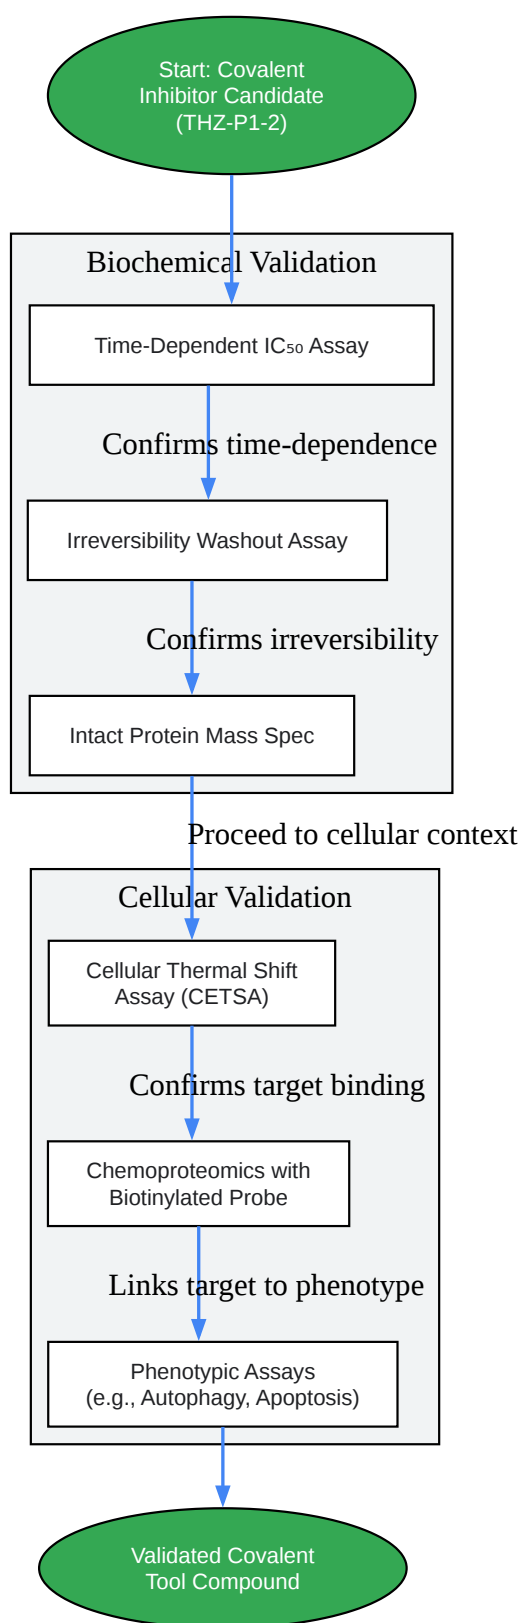 Start: Covalent
Inhibitor Candidate
(THZ-P1-2)
Biochemical Validation
Time-Dependent IC₅₀ Assay
Confirms time-dependence
Irreversibility Washout Assay
Confirms irreversibility
Intact Protein Mass Spec
Proceed to cellular context
Cellular Validation
Cellular Thermal Shift
Assay (CETSA)
Confirms target binding
Chemoproteomics with
Biotinylated Probe
Links target to phenotype
Phenotypic Assays
(e.g., Autophagy, Apoptosis)
Validated Covalent
Tool Compound